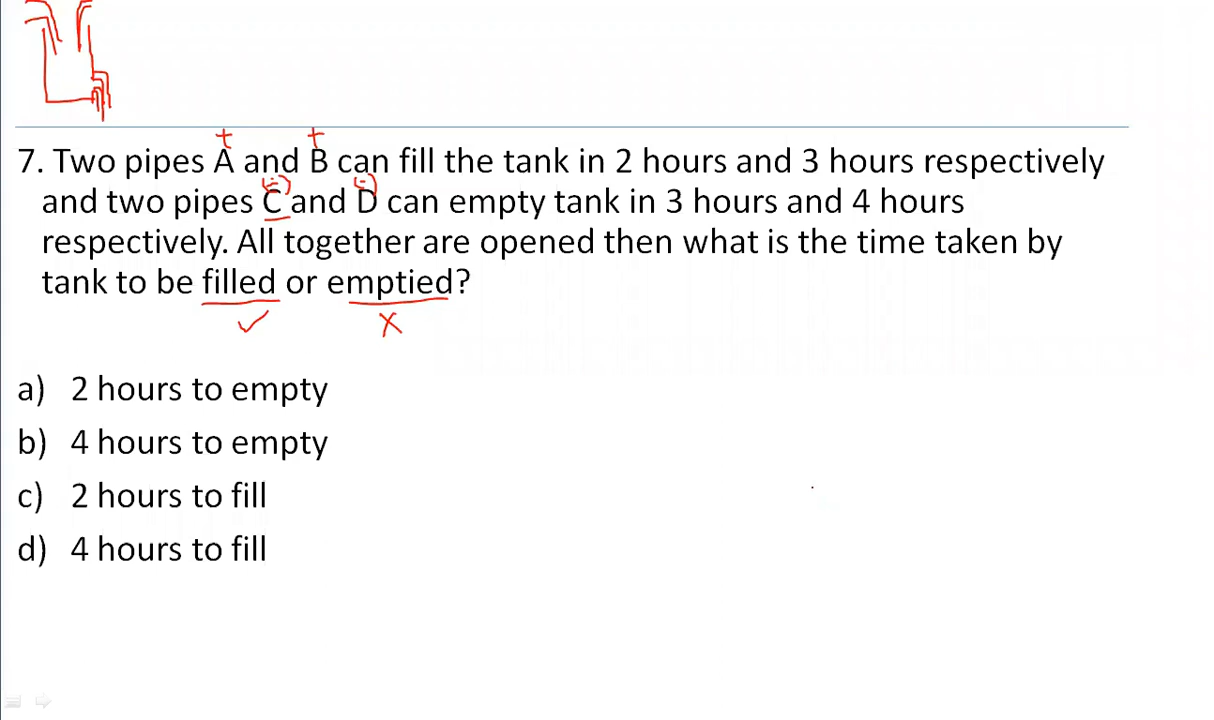 + +
7. Two pipes A and B can fill the tank in 2 hours and 3 hours respectively
(-) (-)
and two pipes C and D can empty tank in 3 hours and 4 hours
respectively. All together are opened then what is the time taken by
tank to be filled or emptied?
✓ X
a) 2 hours to empty
b) 4 hours to empty
c) 2 hours to fill
d) 4 hours to fill